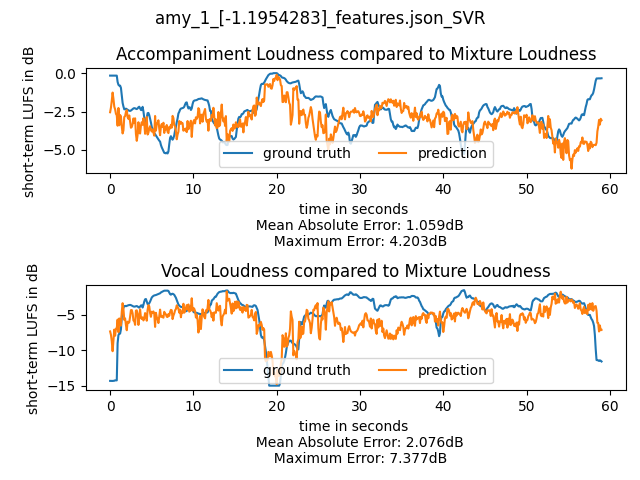 amy_1_[-1.1954283]_features.json_SVR
Accompaniment Loudness compared to Mixture Loudness
short-term LUFS in dB
0.0
−2.5
−5.0
ground truth prediction
0 10 20 30 40 50 60
time in seconds
Mean Absolute Error: 1.059dB
Maximum Error: 4.203dB
Vocal Loudness compared to Mixture Loudness
short-term LUFS in dB
−5
−10
−15
ground truth prediction
0 10 20 30 40 50 60
time in seconds
Mean Absolute Error: 2.076dB
Maximum Error: 7.377dB